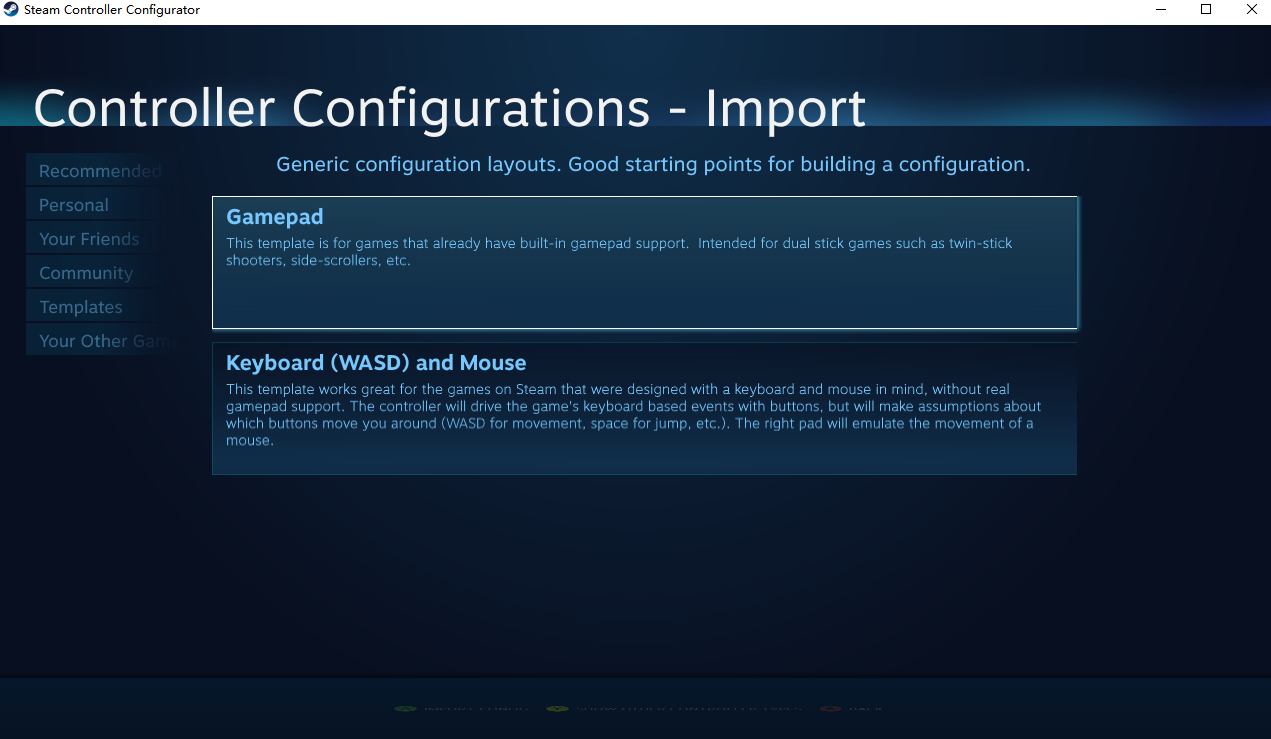 Steam Controller Configurator
Controller Configurations - Import
Generic configuration layouts. Good starting points for building a configuration.
Recommended
Personal
Your Friends
Community
Templates
Your Other
Gamepad
This template is for games that already have built-in gamepad support. Intended for dual stick games such as twin-stick
shooters, side-scrollers, etc.
Keyboard (WASD) and Mouse
This template works great for the games on Steam that were designed with a keyboard and mouse in mind, without real
gamepad support. The controller will drive the game's keyboard based events with buttons, but will make assumptions about
which buttons move you around (WASD for movement, space for jump, etc.). The right pad will emulate the movement of a
mouse.